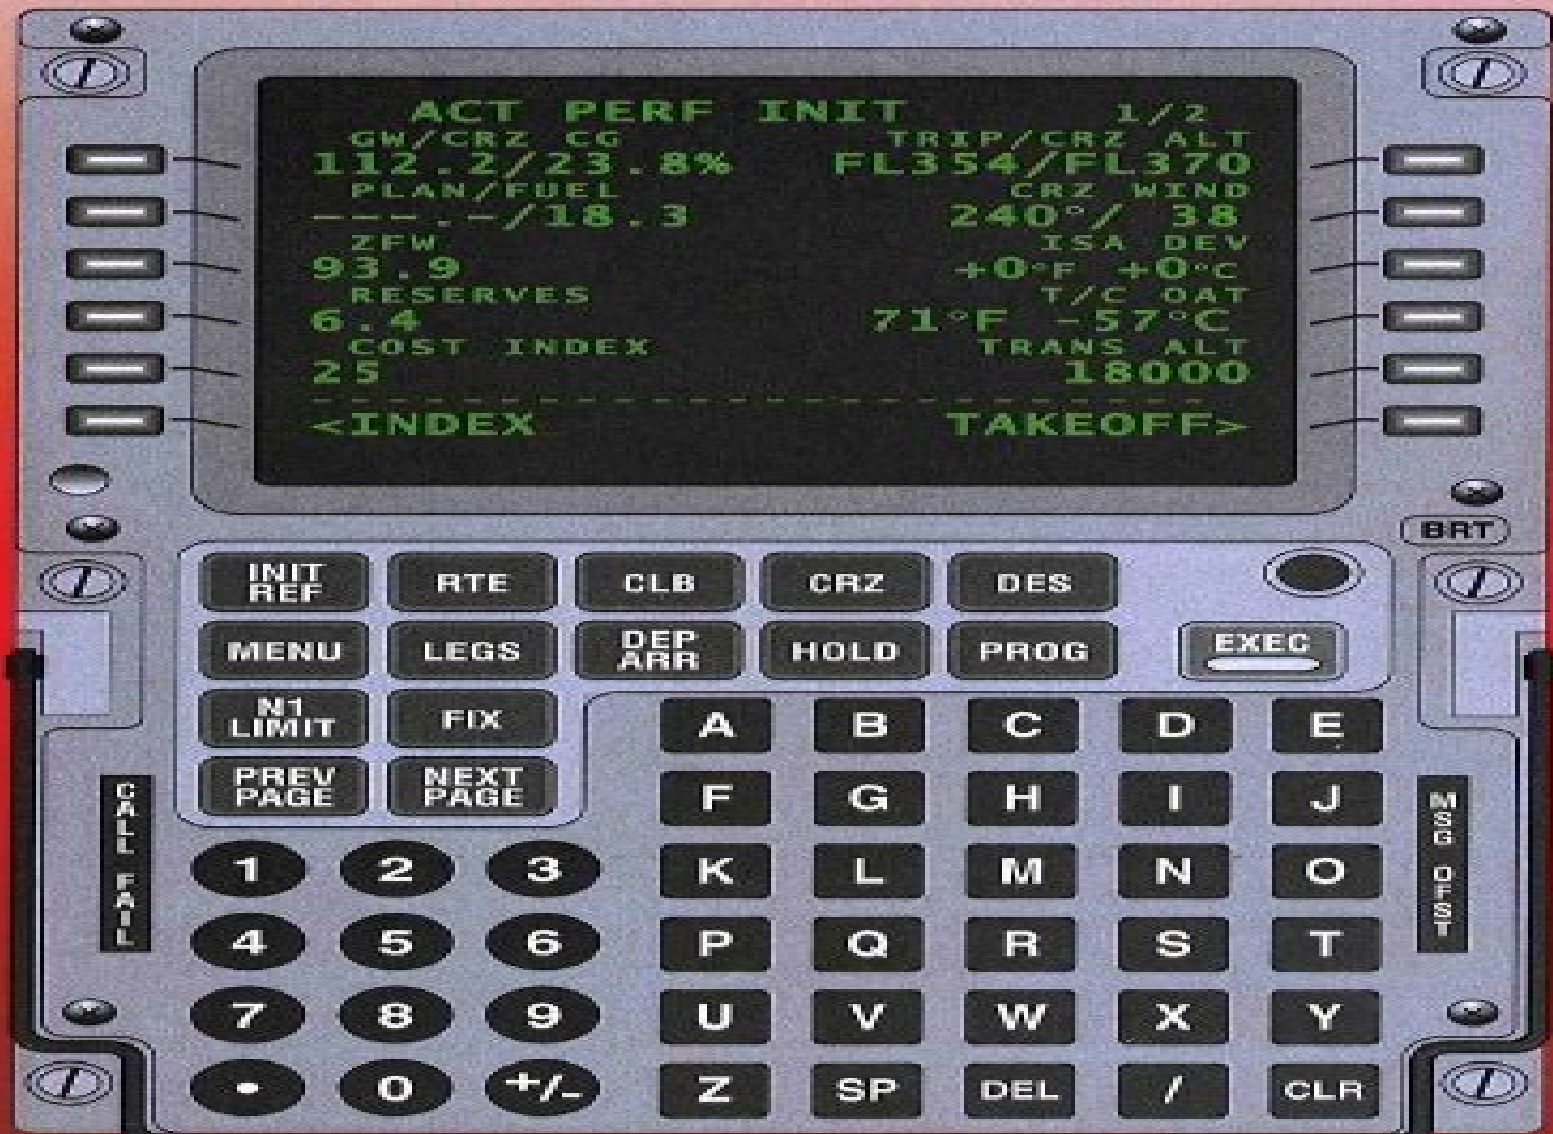 ACT PERF INIT 1/2
GW/CRZ CG TRIP/CRZ ALT
112.2/23.8% FL354/FL370
PLAN/FUEL CRZ WIND
---.-/18.3 240°/ 38
ZFW ISA DEV
93.9 +0°F +0°C
RESERVES T/C OAT
6.4 71°F -57°C
COST INDEX TRANS ALT
25 18000
------------------------
<INDEX TAKEOFF>
BRT
INIT REF RTE CLB CRZ DES
MENU LEGS DEP ARR HOLD PROG EXEC
N1 LIMIT FIX
PREV PAGE NEXT PAGE
A B C D E
F G H I J
K L M N O
P Q R S T
U V W X Y
Z SP DEL / CLR
1 2 3
4 5 6
7 8 9
. 0 +/-
CALL FAIL
MSG OFST